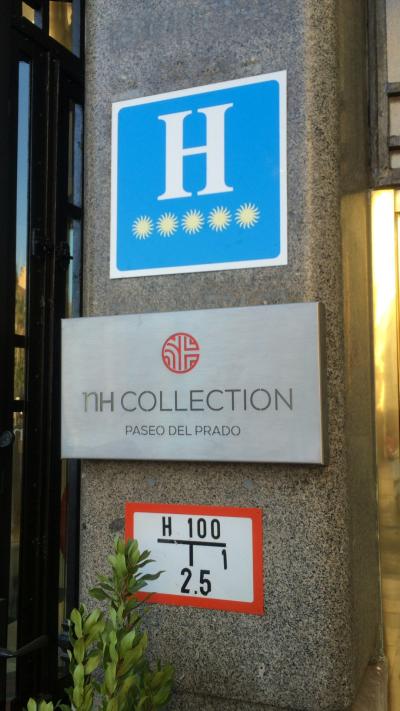 H
NH COLLECTION
PASEO DEL PRADO
H 100
1
2.5